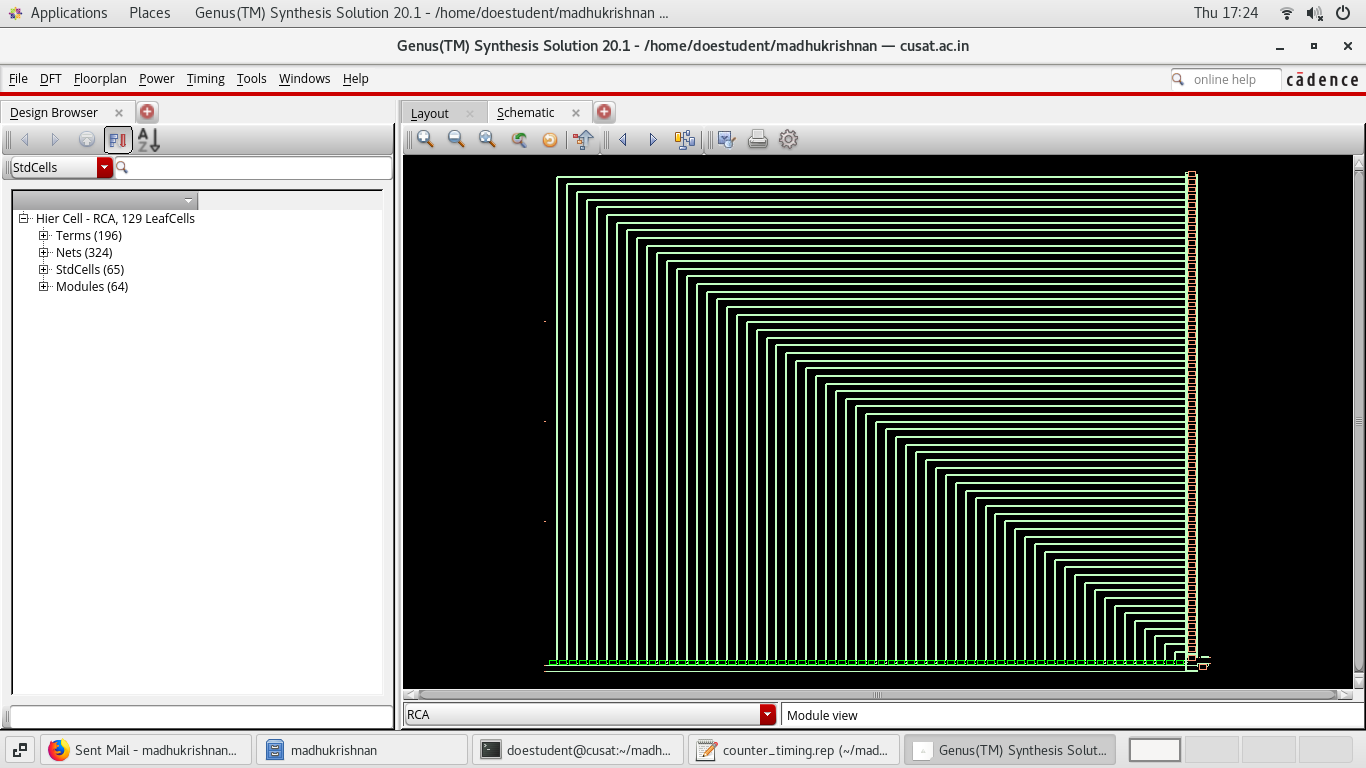 Applications Places Genus(TM) Synthesis Solution 20.1 - /home/doestudent/madhukrishnan ... Thu 17:24
Genus(TM) Synthesis Solution 20.1 - /home/doestudent/madhukrishnan — cusat.ac.in
File DFT Floorplan Power Timing Tools Windows Help online help cādence
Design Browser Layout Schematic
A
Z
StdCells
Hier Cell - RCA, 129 LeafCells
Terms (196)
Nets (324)
StdCells (65)
Modules (64)
RCA Module view
Sent Mail - madhukrishnan... madhukrishnan doestudent@cusat:~/madh... counter_timing.rep (~/mad... Genus(TM) Synthesis Solut...